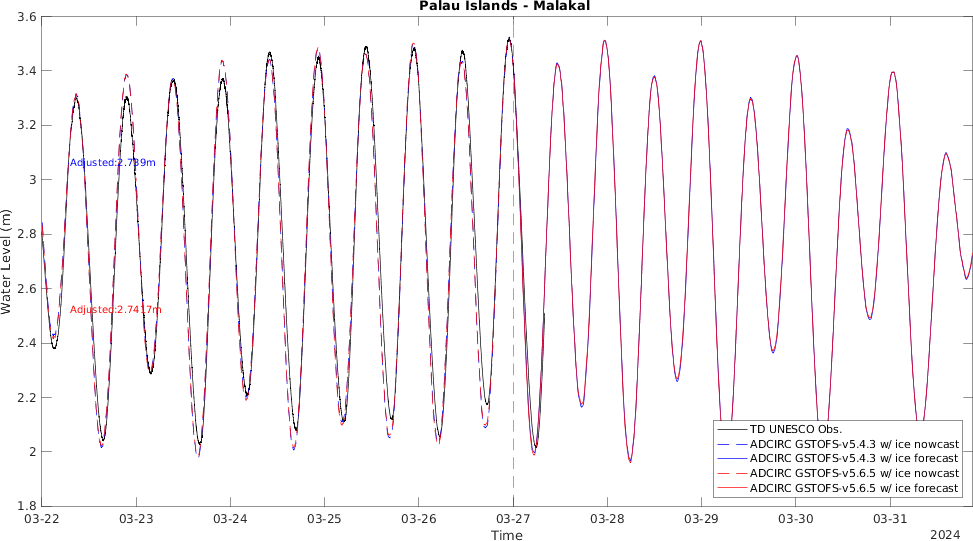 Palau Islands - Malakal
3.6
3.4
3.2
3
2.8
2.6
2.4
2.2
2
1.8
Water Level (m)
Adjusted:2.739m
Adjusted:2.7417m
TD UNESCO Obs.
ADCIRC GSTOFS-v5.4.3 w/ ice nowcast
ADCIRC GSTOFS-v5.4.3 w/ ice forecast
ADCIRC GSTOFS-v5.6.5 w/ ice nowcast
ADCIRC GSTOFS-v5.6.5 w/ ice forecast
03-22 03-23 03-24 03-25 03-26 03-27 03-28 03-29 03-30 03-31
Time
2024